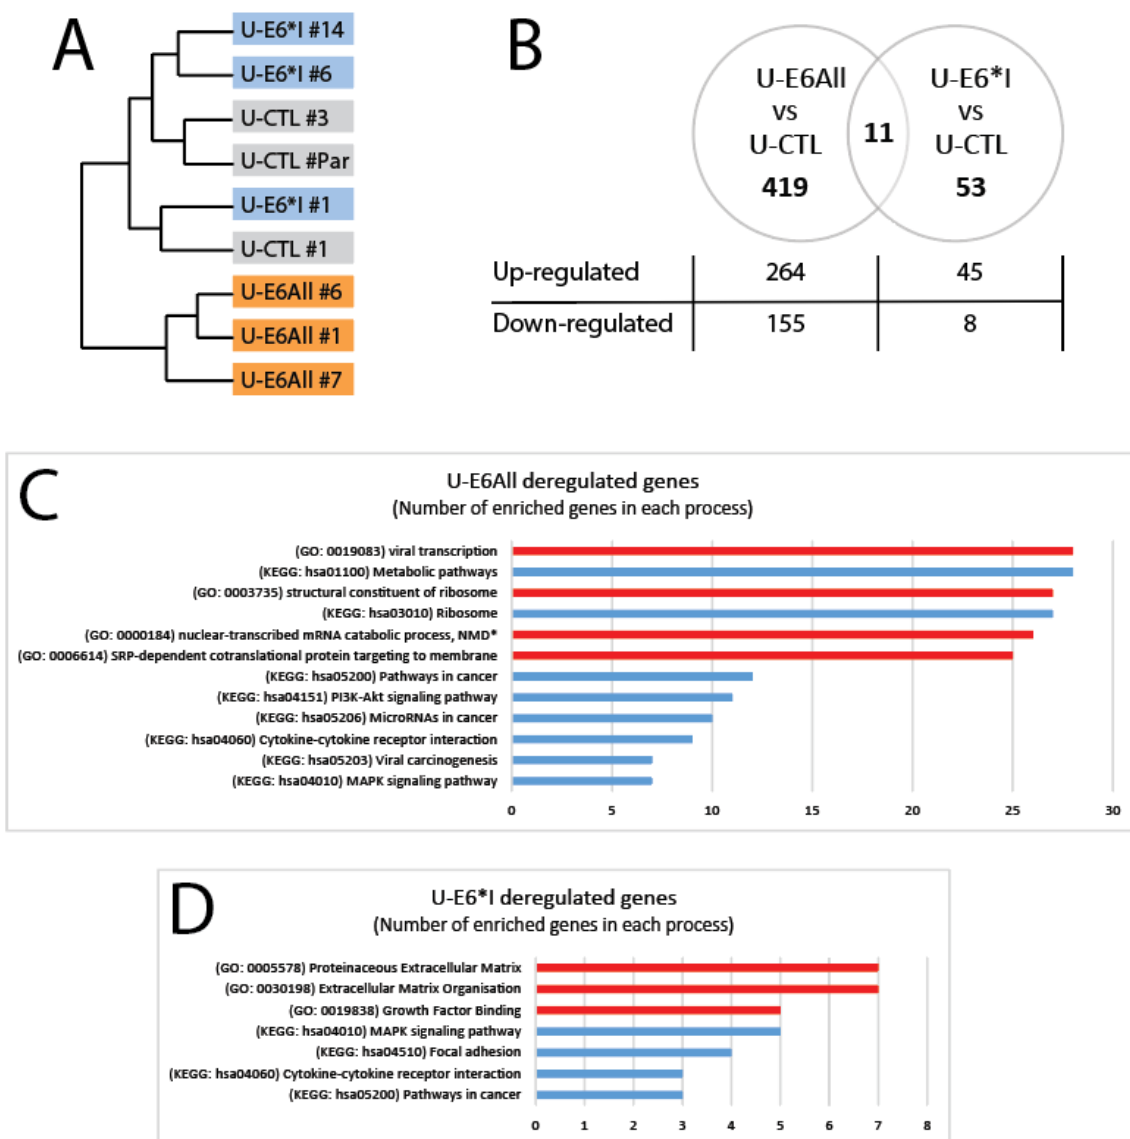 A
U-E6*I #14
U-E6*I #6
U-CTL #3
U-CTL #Par
U-E6*I #1
U-CTL #1
U-E6All #6
U-E6All #1
U-E6All #7
B
U-E6All
vs
U-CTL
419
11
U-E6*I
vs
U-CTL
53
Up-regulated 264 45
Down-regulated 155 8
C
U-E6All deregulated genes
(Number of enriched genes in each process)
(GO: 0019083) viral transcription
(KEGG: hsa01100) Metabolic pathways
(GO: 0003735) structural constituent of ribosome
(KEGG: hsa03010) Ribosome
(GO: 0000184) nuclear-transcribed mRNA catabolic process, NMD*
(GO: 0006614) SRP-dependent cotranslational protein targeting to membrane
(KEGG: hsa05200) Pathways in cancer
(KEGG: hsa04151) PI3K-Akt signaling pathway
(KEGG: hsa05206) MicroRNAs in cancer
(KEGG: hsa04060) Cytokine-cytokine receptor interaction
(KEGG: hsa05203) Viral carcinogenesis
(KEGG: hsa04010) MAPK signaling pathway
0 5 10 15 20 25 30
D
U-E6*I deregulated genes
(Number of enriched genes in each process)
(GO: 0005578) Proteinaceous Extracellular Matrix
(GO: 0030198) Extracellular Matrix Organisation
(GO: 0019838) Growth Factor Binding
(KEGG: hsa04010) MAPK signaling pathway
(KEGG: hsa04510) Focal adhesion
(KEGG: hsa04060) Cytokine-cytokine receptor interaction
(KEGG: hsa05200) Pathways in cancer
0 1 2 3 4 5 6 7 8